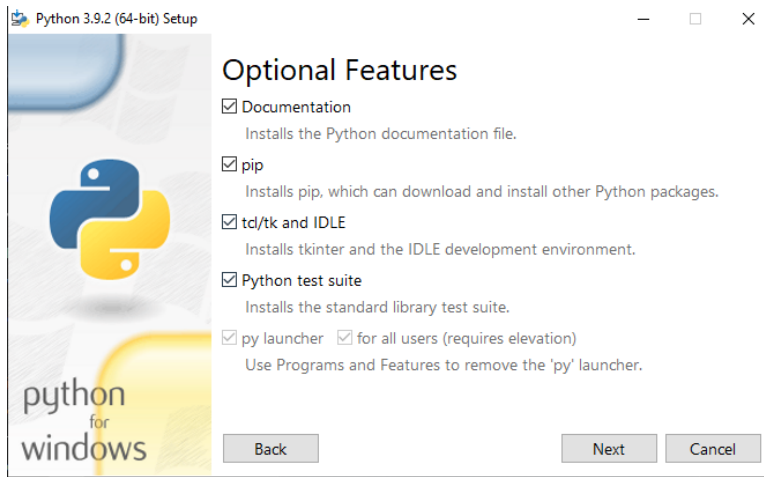 Python 3.9.2 (64-bit) Setup
Optional Features
Documentation
Installs the Python documentation file.
pip
Installs pip, which can download and install other Python packages.
tcl/tk and IDLE
Installs tkinter and the IDLE development environment.
Python test suite
Installs the standard library test suite.
py launcher for all users (requires elevation)
Use Programs and Features to remove the 'py' launcher.
python
for
windows
Back Next Cancel